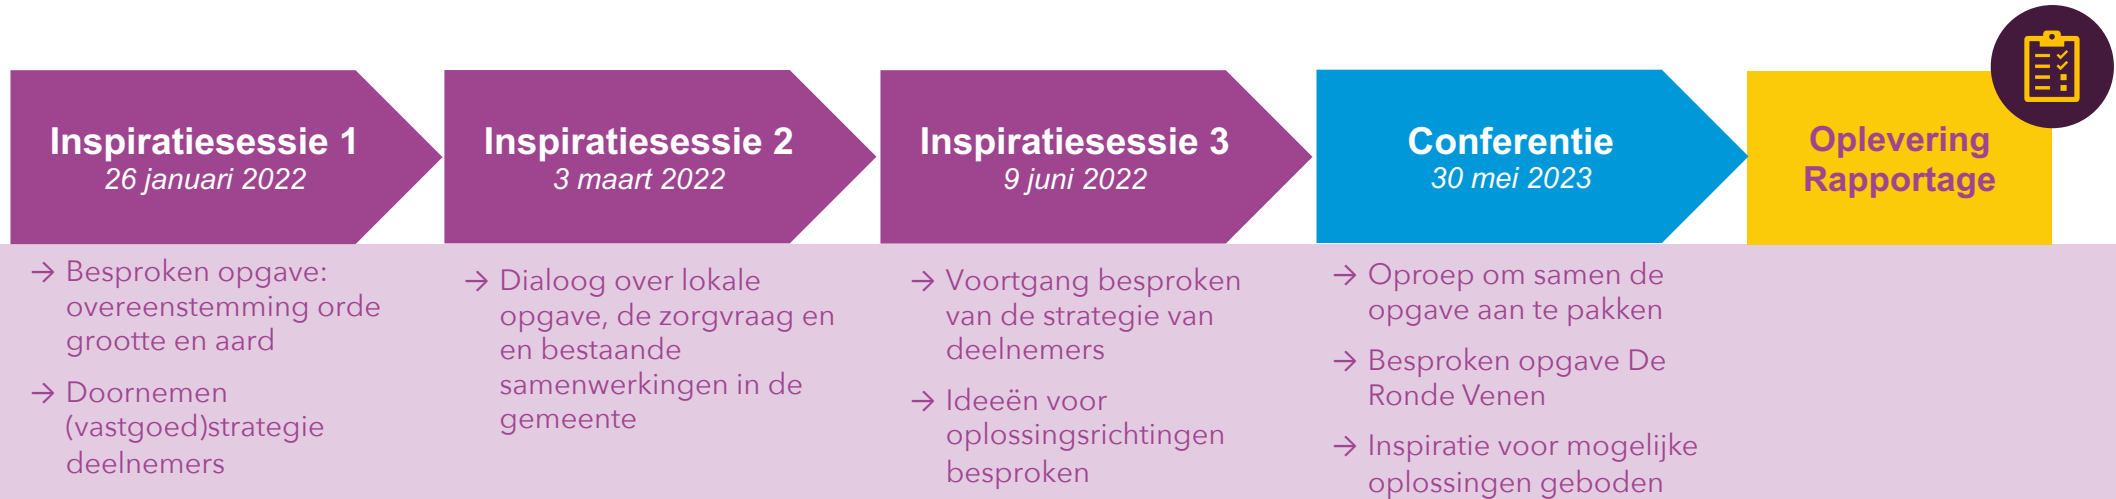 Inspiratiesessie 1
26 januari 2022
Inspiratiesessie 2
3 maart 2022
Inspiratiesessie 3
9 juni 2022
Conferentie
30 mei 2023
Oplevering
Rapportage
→ Besproken opgave:
overeenstemming orde
grootte en aard
→ Doornemen
(vastgoed)strategie
deelnemers
→ Dialoog over lokale
opgave, de zorgvraag en
en bestaande
samenwerkingen in de
gemeente
→ Voortgang besproken
van de strategie van
deelnemers
→ Ideeën voor
oplossingsrichtingen
besproken
→ Oproep om samen de
opgave aan te pakken
→ Besproken opgave De
Ronde Venen
→ Inspiratie voor mogelijke
oplossingen geboden